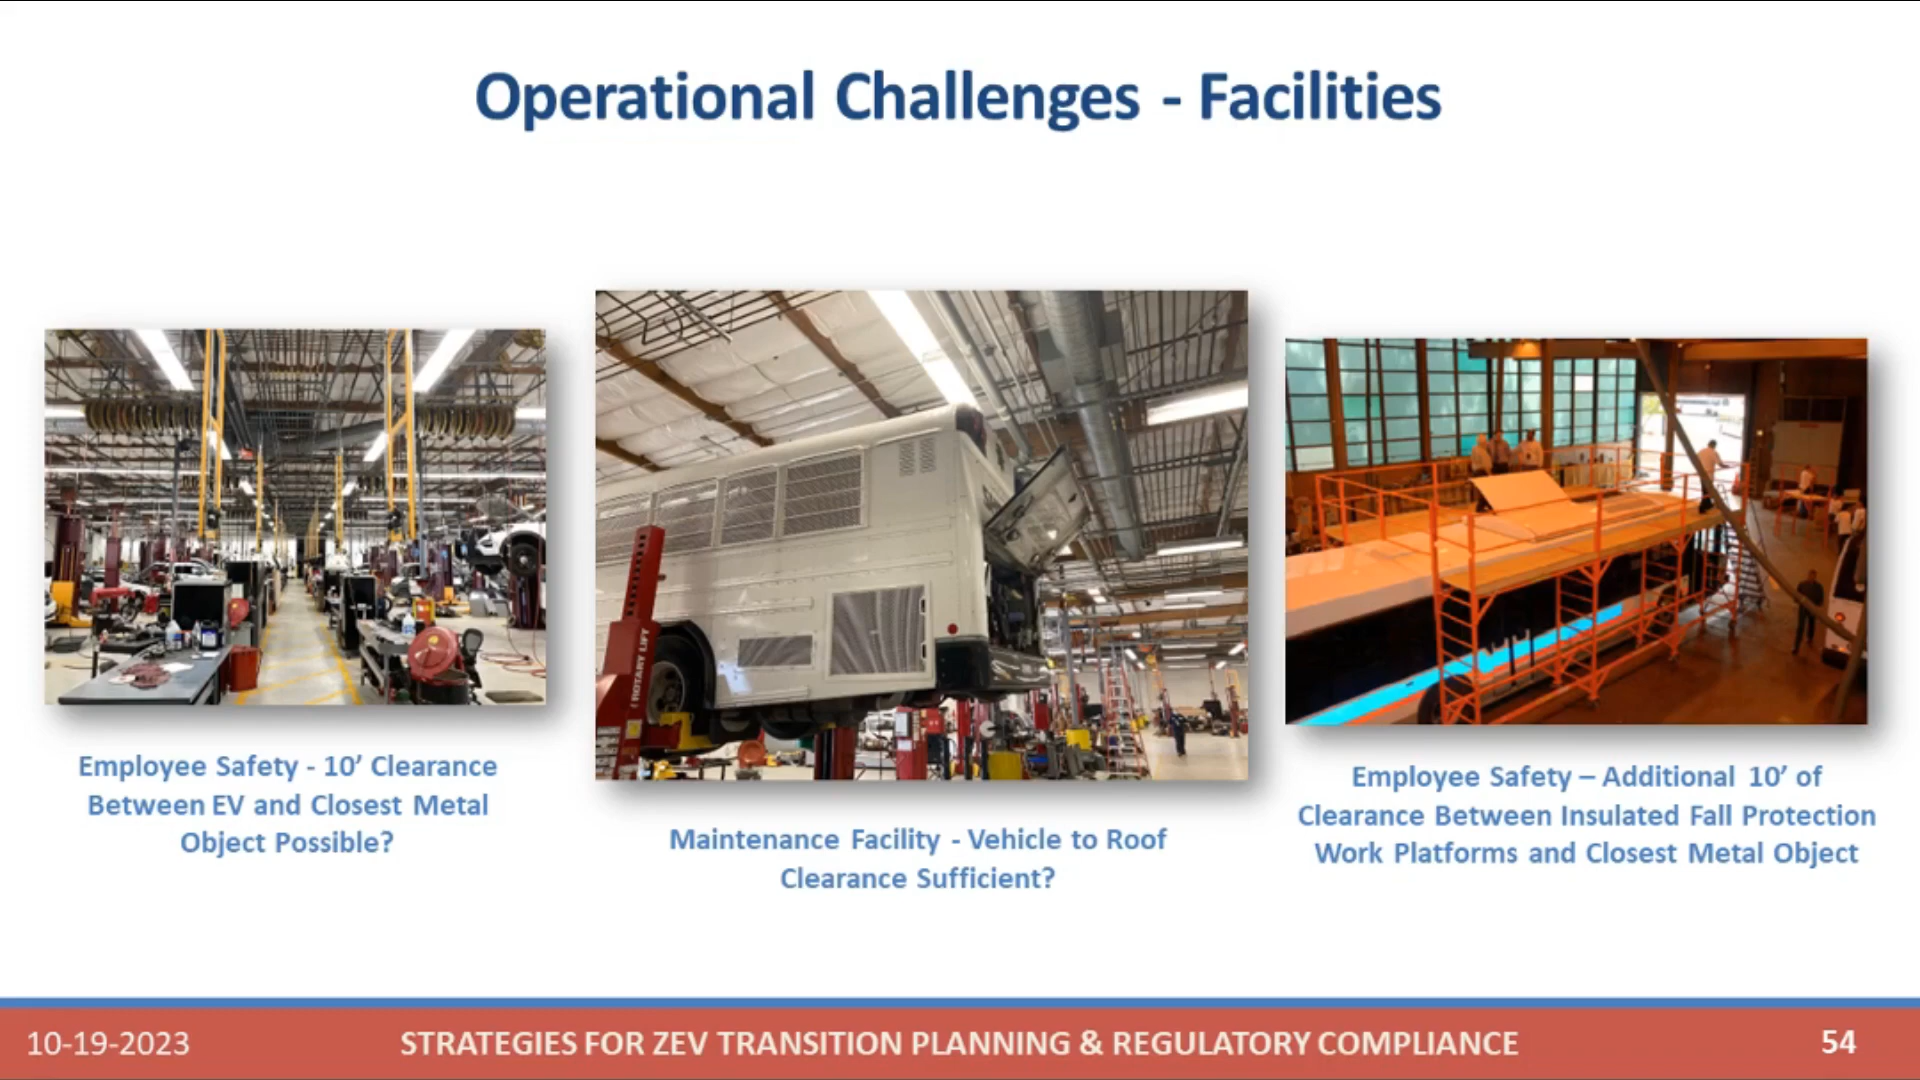 Operational Challenges - Facilities
ROTARY LIFT
Employee Safety - 10’ Clearance
Between EV and Closest Metal
Object Possible?
Maintenance Facility - Vehicle to Roof
Clearance Sufficient?
Employee Safety – Additional 10’ of
Clearance Between Insulated Fall Protection
Work Platforms and Closest Metal Object
10-19-2023
STRATEGIES FOR ZEV TRANSITION PLANNING & REGULATORY COMPLIANCE
54